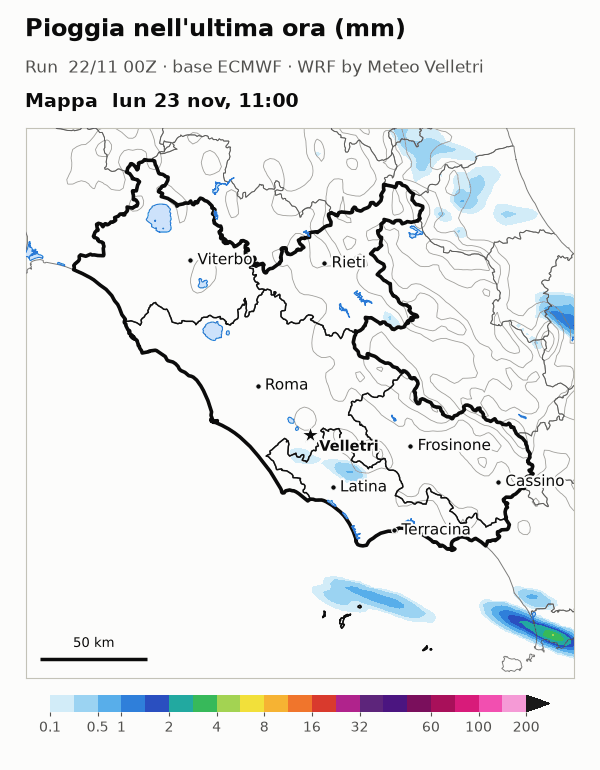 Pioggia nell'ultima ora (mm)
Run  22/11 00Z · base ECMWF · WRF by Meteo Velletri
Mappa  lun 23 nov, 11:00
Viterbo
Rieti
Roma
Velletri
Frosinone
Latina
Cassino
Terracina
50 km
0.1 0.5 1 2 4 8 16 32 60 100 200